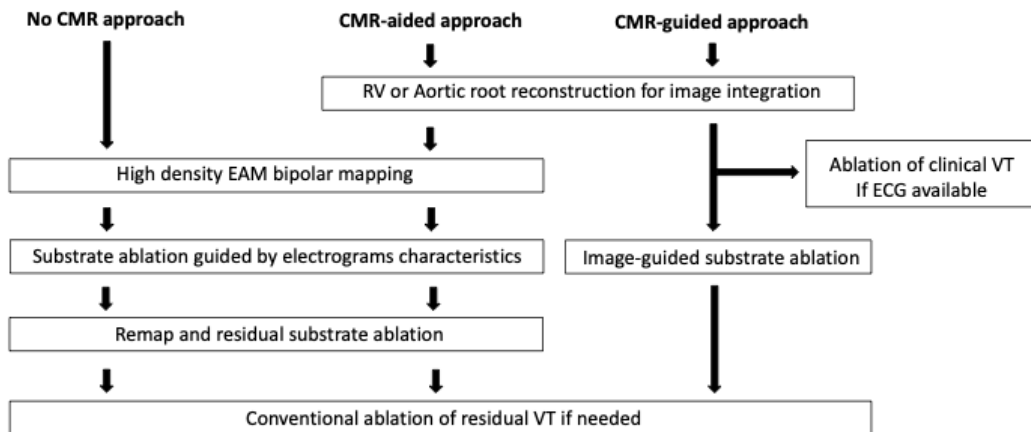 No CMR approach
CMR-aided approach
CMR-guided approach
RV or Aortic root reconstruction for image integration
High density EAM bipolar mapping
Ablation of clinical VT
If ECG available
Substrate ablation guided by electrograms characteristics
Image-guided substrate ablation
Remap and residual substrate ablation
Conventional ablation of residual VT if needed